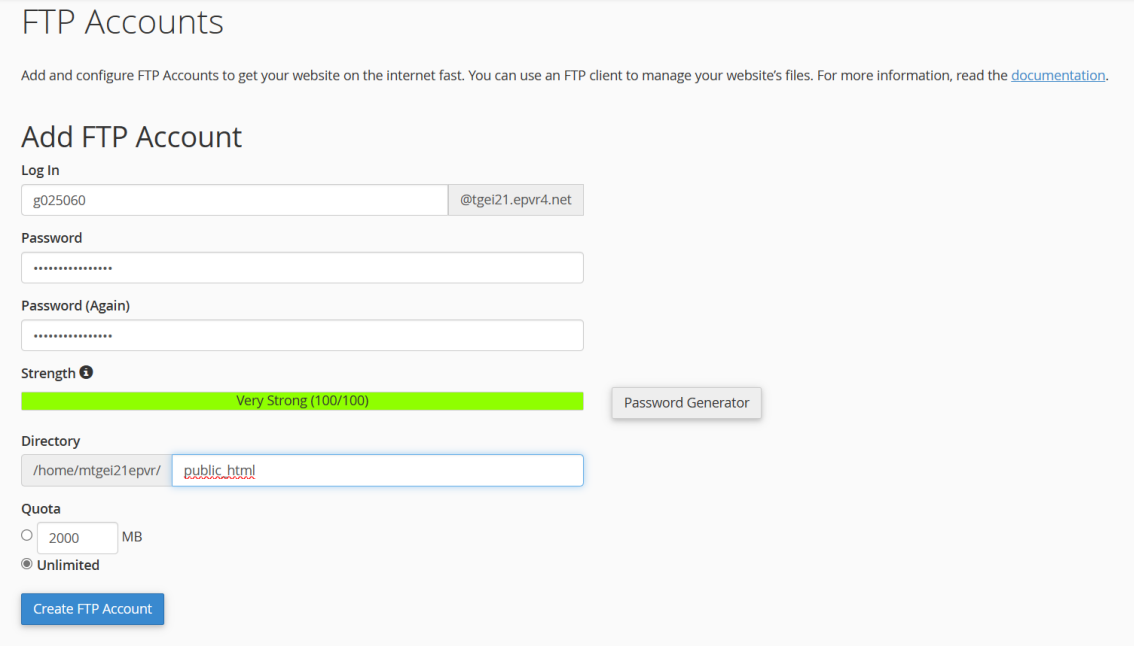 FTP Accounts
Add and configure FTP Accounts to get your website on the internet fast. You can use an FTP client to manage your website's files. For more information, read the documentation.
Add FTP Account
Log In
g025060 @tgei21.epvr4.net
Password
••••••••••••••••
Password (Again)
••••••••••••••••
Strength
Very Strong (100/100) Password Generator
Directory
/home/mtgei21epvr/ public_html
Quota
2000 MB
Unlimited
Create FTP Account